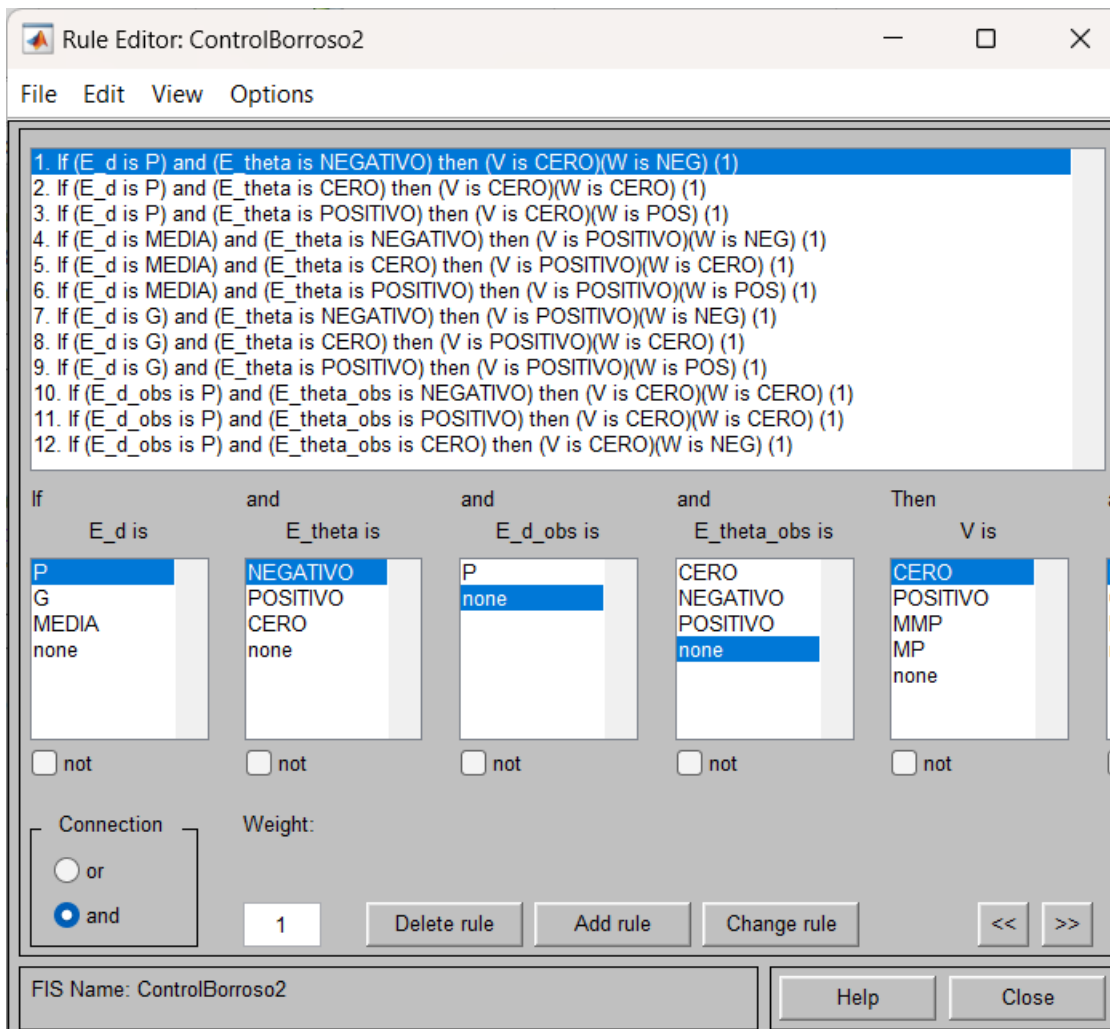 Rule Editor: ControlBorroso2
File Edit View Options
1. If (E_d is P) and (E_theta is NEGATIVO) then (V is CERO)(W is NEG) (1)
2. If (E_d is P) and (E_theta is CERO) then (V is CERO)(W is CERO) (1)
3. If (E_d is P) and (E_theta is POSITIVO) then (V is CERO)(W is POS) (1)
4. If (E_d is MEDIA) and (E_theta is NEGATIVO) then (V is POSITIVO)(W is NEG) (1)
5. If (E_d is MEDIA) and (E_theta is CERO) then (V is POSITIVO)(W is CERO) (1)
6. If (E_d is MEDIA) and (E_theta is POSITIVO) then (V is POSITIVO)(W is POS) (1)
7. If (E_d is G) and (E_theta is NEGATIVO) then (V is POSITIVO)(W is NEG) (1)
8. If (E_d is G) and (E_theta is CERO) then (V is POSITIVO)(W is CERO) (1)
9. If (E_d is G) and (E_theta is POSITIVO) then (V is POSITIVO)(W is POS) (1)
10. If (E_d_obs is P) and (E_theta_obs is NEGATIVO) then (V is CERO)(W is CERO) (1)
11. If (E_d_obs is P) and (E_theta_obs is POSITIVO) then (V is CERO)(W is CERO) (1)
12. If (E_d_obs is P) and (E_theta_obs is CERO) then (V is CERO)(W is NEG) (1)
If and and and Then
E_d is E_theta is E_d_obs is E_theta_obs is V is
P NEGATIVO P CERO CERO
G POSITIVO none NEGATIVO POSITIVO
MEDIA CERO POSITIVO MMP
none none none MP
none
not not not not not
Connection Weight:
or
and 1 Delete rule Add rule Change rule << >>
FIS Name: ControlBorroso2 Help Close